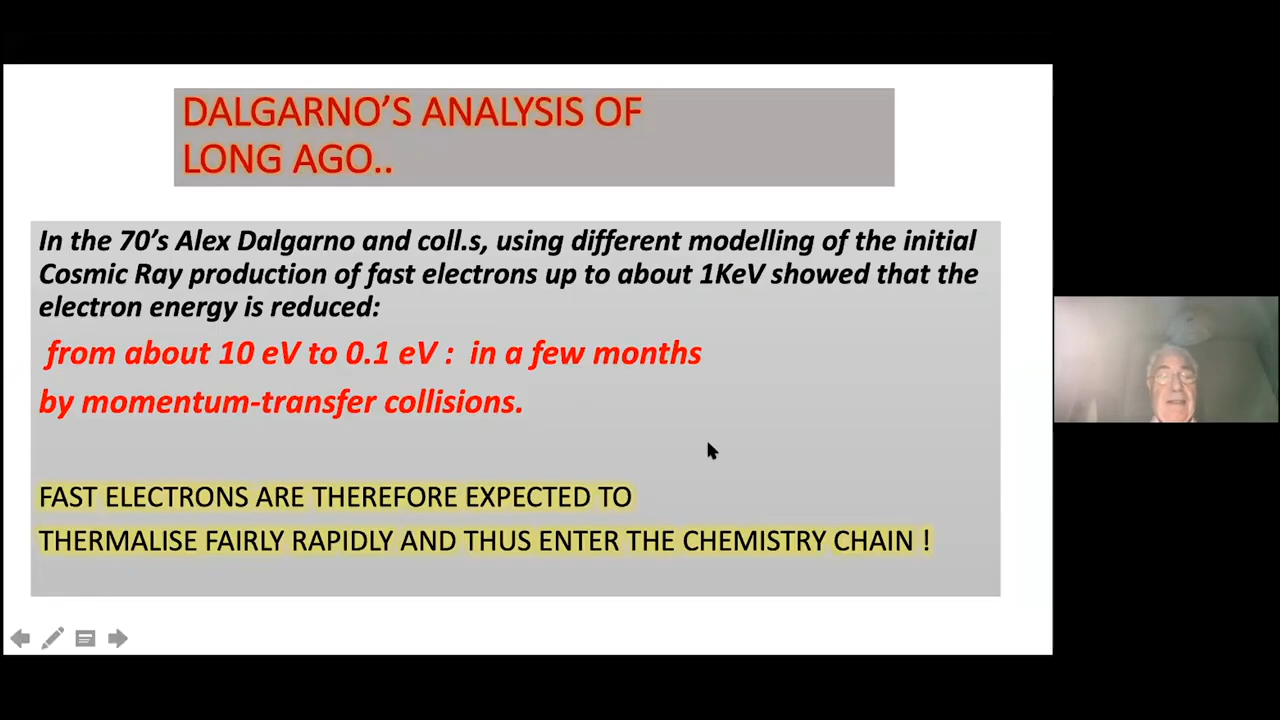 DALGARNO’S ANALYSIS OF
LONG AGO..
In the 70’s Alex Dalgarno and coll.s, using different modelling of the initial
Cosmic Ray production of fast electrons up to about 1KeV showed that the
electron energy is reduced:
from about 10 eV to 0.1 eV : in a few months
by momentum-transfer collisions.
FAST ELECTRONS ARE THEREFORE EXPECTED TO
THERMALISE FAIRLY RAPIDLY AND THUS ENTER THE CHEMISTRY CHAIN !